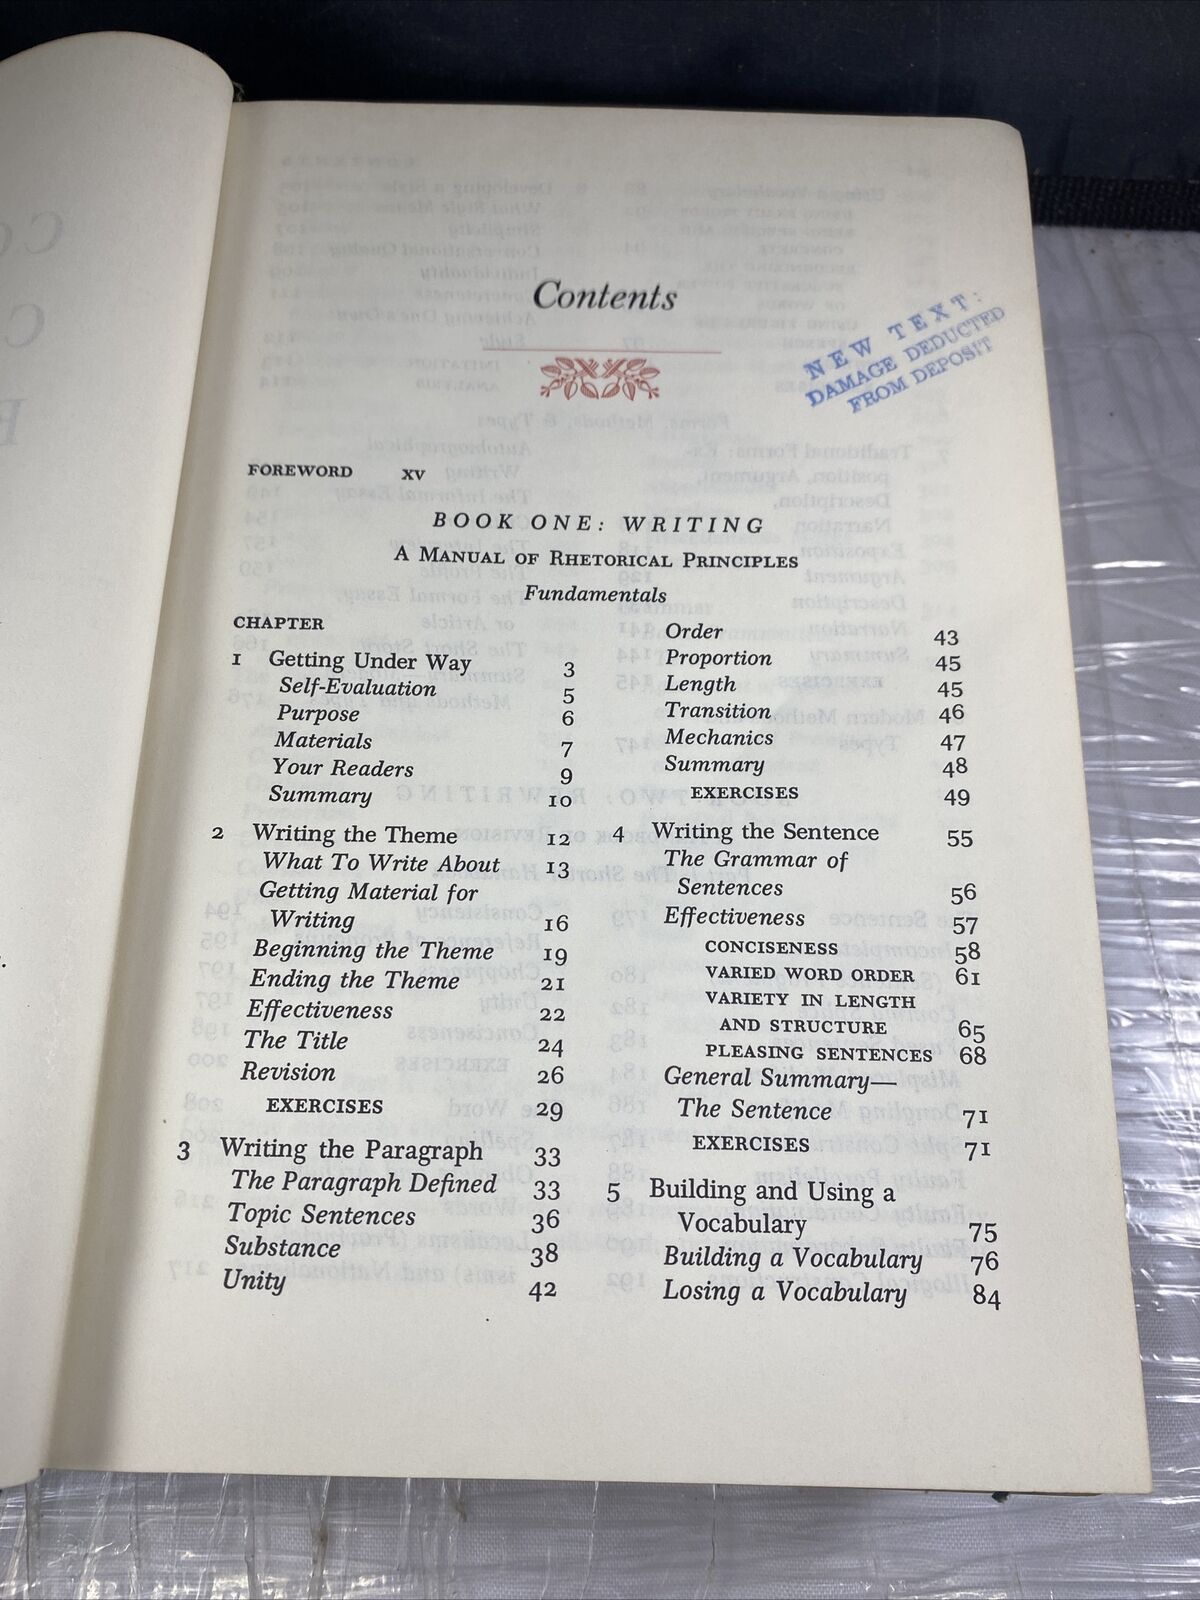 Contents
NEW TEXT:
DAMAGE DEDUCTED
FROM DEPOSIT
FOREWORD XV
BOOK ONE: WRITING
A MANUAL OF RHETORICAL PRINCIPLES
Fundamentals
CHAPTER
1 Getting Under Way 3
Self-Evaluation 5
Purpose 6
Materials 7
Your Readers 9
Summary 10
2 Writing the Theme 12
What To Write About 13
Getting Material for
Writing 16
Beginning the Theme 19
Ending the Theme 21
Effectiveness 22
The Title 24
Revision 26
EXERCISES 29
3 Writing the Paragraph 33
The Paragraph Defined 33
Topic Sentences 36
Substance 38
Unity 42
Order 43
Proportion 45
Length 45
Transition 46
Mechanics 47
Summary 48
EXERCISES 49
4 Writing the Sentence 55
The Grammar of
Sentences 56
Effectiveness 57
CONCISENESS 58
VARIED WORD ORDER 61
VARIETY IN LENGTH
AND STRUCTURE 65
PLEASING SENTENCES 68
General Summary—
The Sentence 71
EXERCISES 71
5 Building and Using a
Vocabulary 75
Building a Vocabulary 76
Losing a Vocabulary 84